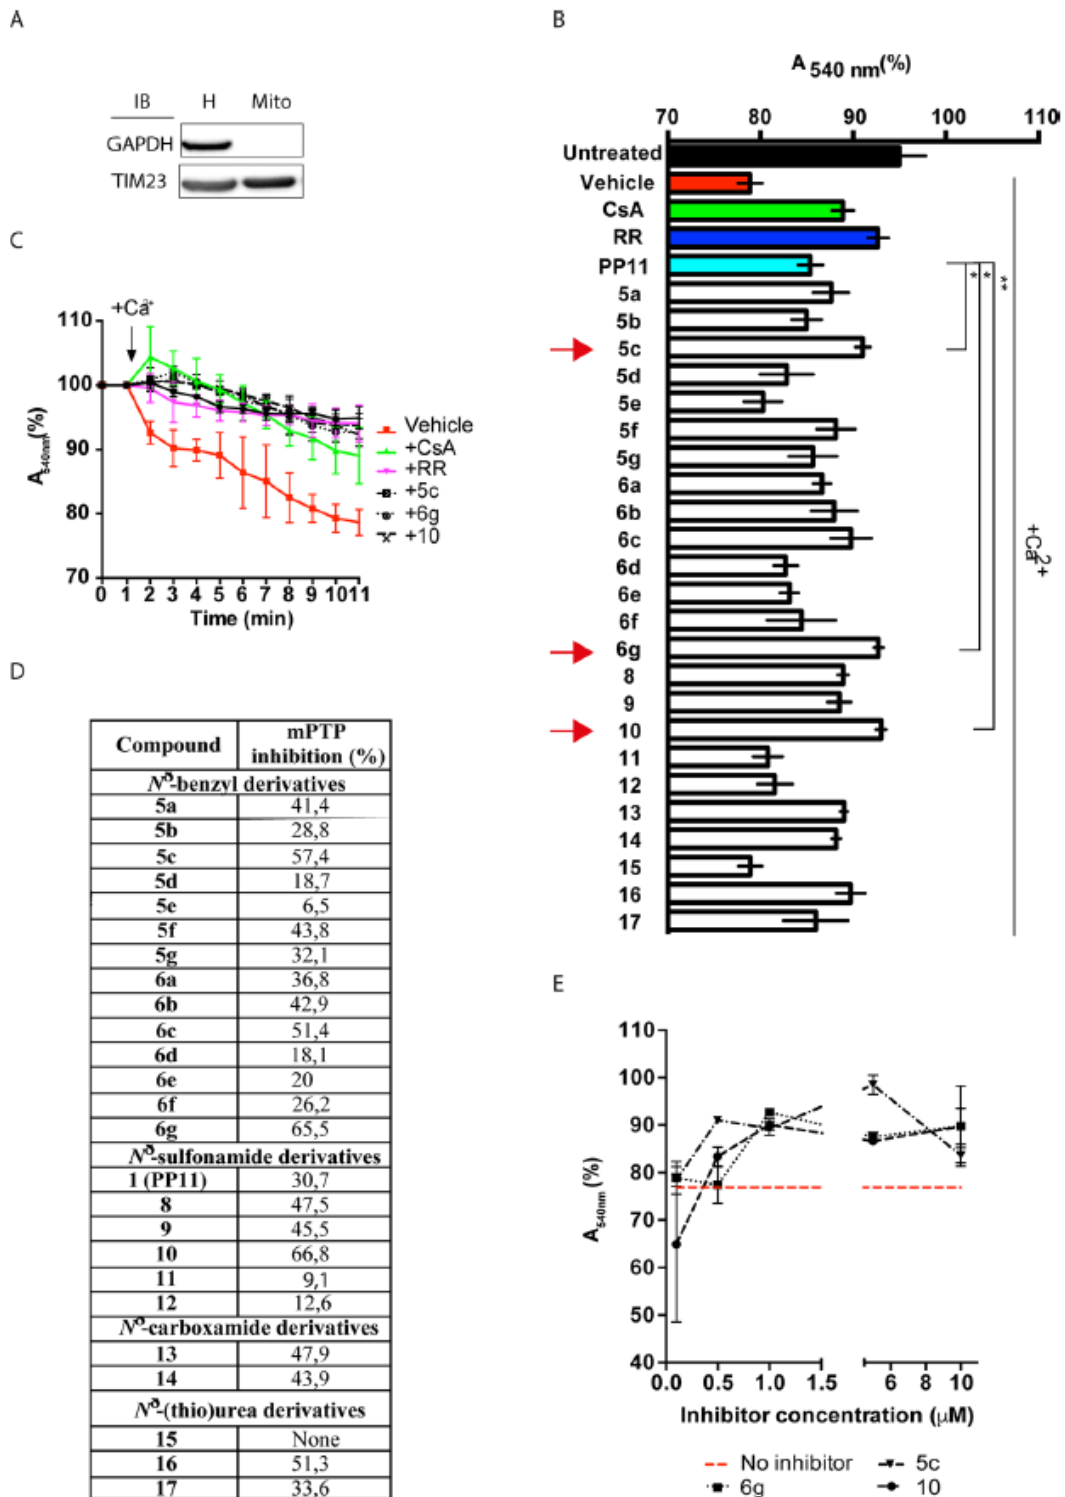 A
IB H Mito
GAPDH
TIM23
B
A 540 nm(%)
70 80 90 100 110
Untreated
Vehicle
CsA
RR
PP11
5a
5b
5c
5d
5e
5f
5g
6a
6b
6c
6d
6e
6f
6g
8
9
10
11
12
13
14
15
16
17
* * **
+Ca2+
C
+Ca2+
110
100
90
80
70
A540nm(%)
0 1 2 3 4 5 6 7 8 9 10 11
Time (min)
Vehicle
+CsA
+RR
+5c
+6g
+10
D
Compound mPTP inhibition (%)
Nδ-benzyl derivatives
5a 41,4
5b 28,8
5c 57,4
5d 18,7
5e 6,5
5f 43,8
5g 32,1
6a 36,8
6b 42,9
6c 51,4
6d 18,1
6e 20
6f 26,2
6g 65,5
Nδ-sulfonamide derivatives
1 (PP11) 30,7
8 47,5
9 45,5
10 66,8
11 9,1
12 12,6
Nδ-carboxamide derivatives
13 47,9
14 43,9
Nδ-(thio)urea derivatives
15 None
16 51,3
17 33,6
E
110
100
90
80
70
60
50
40
A540nm (%)
0.0 0.5 1.0 1.5 6 8 10
Inhibitor concentration (µM)
No inhibitor 5c
6g 10